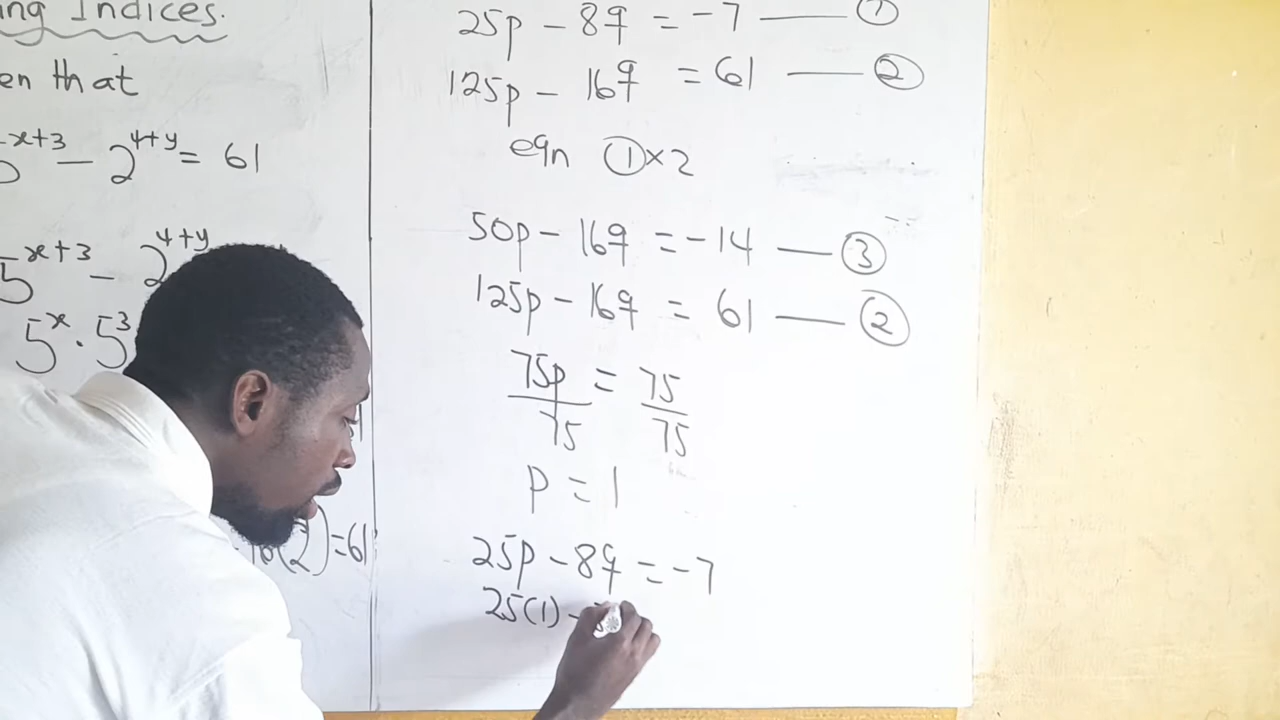 ng Indices.
en that
5^{x+3} - 2^{4+y} = 61
5^{x+3} - 2^{4+y}
5^x · 5^3
(2) = 61
25p - 8q = -7 —— ①
125p - 16q = 61 —— ②
eqn ① × 2
50p - 16q = -14 —— ③
125p - 16q = 61 —— ②
75p/75 = 75/75
p = 1
25p - 8q = -7
25(1) -